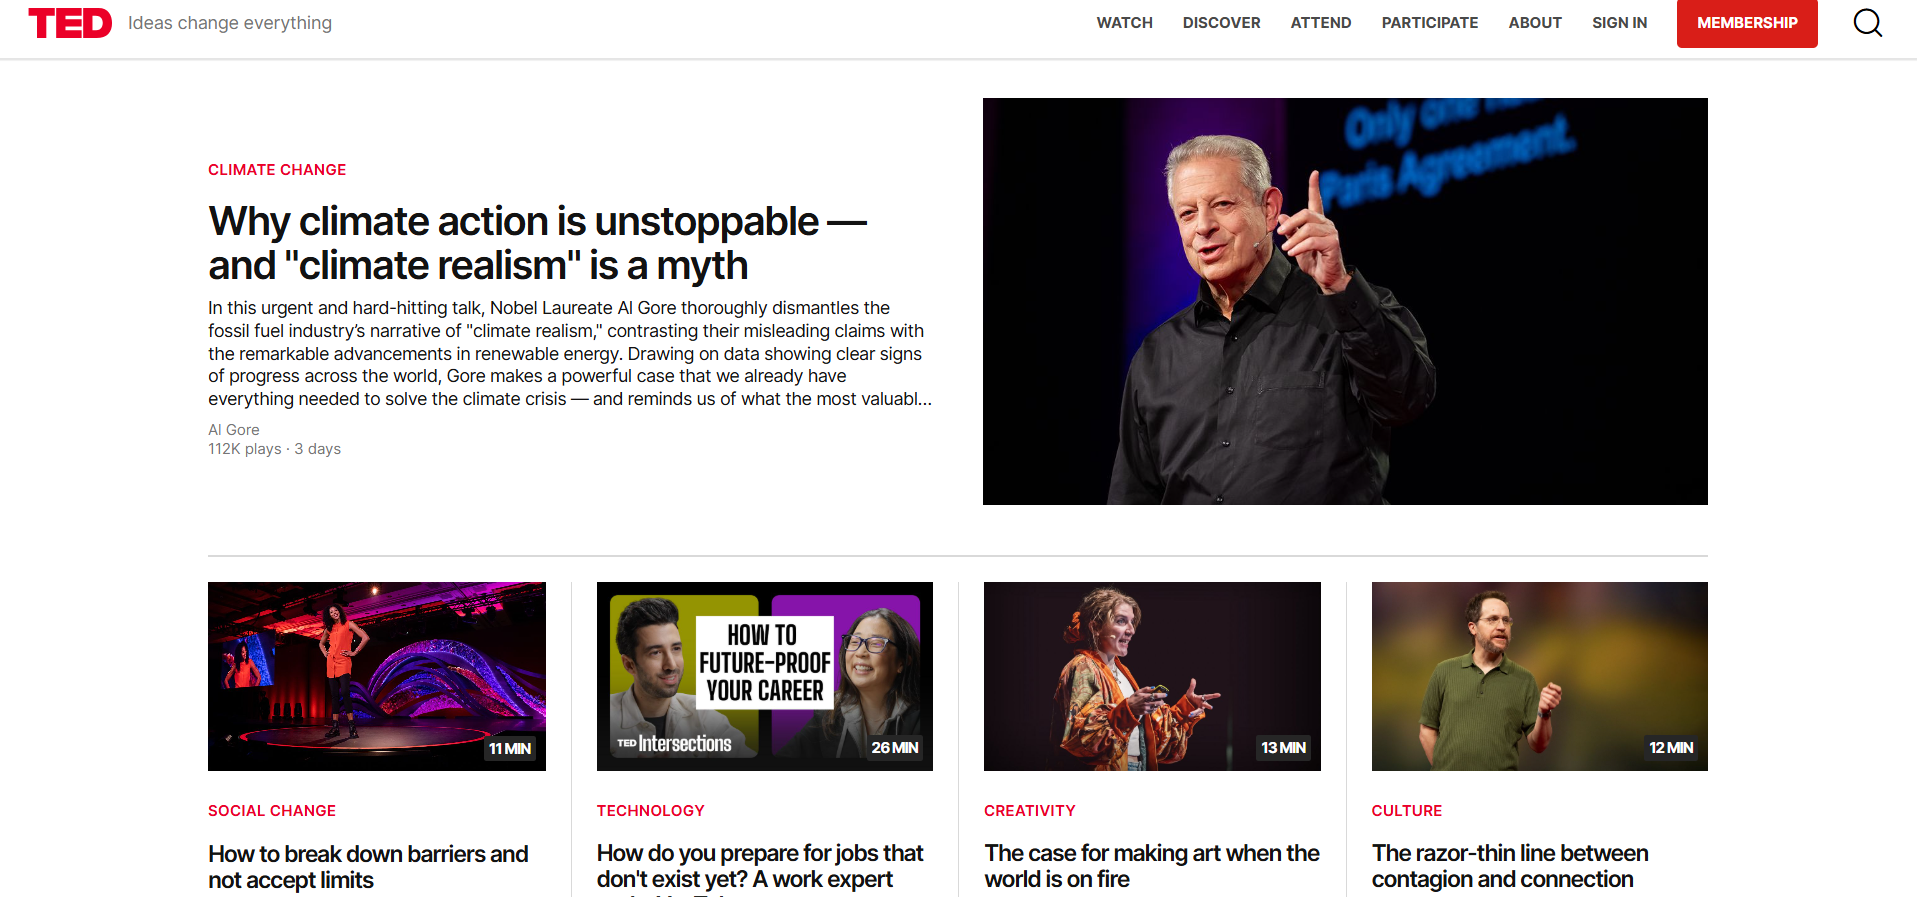 TED Ideas change everything WATCH DISCOVER ATTEND PARTICIPATE ABOUT SIGN IN MEMBERSHIP
CLIMATE CHANGE
Why climate action is unstoppable —
and "climate realism" is a myth
In this urgent and hard-hitting talk, Nobel Laureate Al Gore thoroughly dismantles the
fossil fuel industry’s narrative of "climate realism," contrasting their misleading claims with
the remarkable advancements in renewable energy. Drawing on data showing clear signs
of progress across the world, Gore makes a powerful case that we already have
everything needed to solve the climate crisis — and reminds us of what the most valuabl...
Al Gore
112K plays · 3 days
Only one
Paris Agreement.
11 MIN
SOCIAL CHANGE
How to break down barriers and
not accept limits
HOW TO
FUTURE-PROOF
YOUR CAREER
TED Intersections
26 MIN
TECHNOLOGY
How do you prepare for jobs that
don't exist yet? A work expert
13 MIN
CREATIVITY
The case for making art when the
world is on fire
12 MIN
CULTURE
The razor-thin line between
contagion and connection